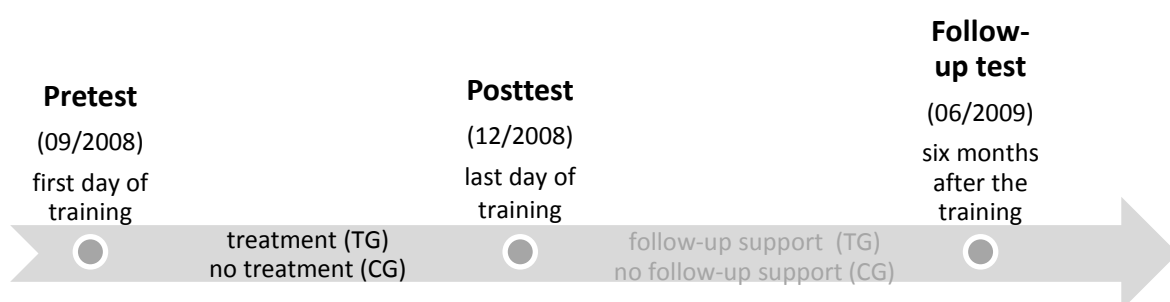 Pretest
(09/2008)
first day of
training
treatment (TG)
no treatment (CG)
Posttest
(12/2008)
last day of
training
follow-up support (TG)
no follow-up support (CG)
Follow-
up test
(06/2009)
six months
after the
training